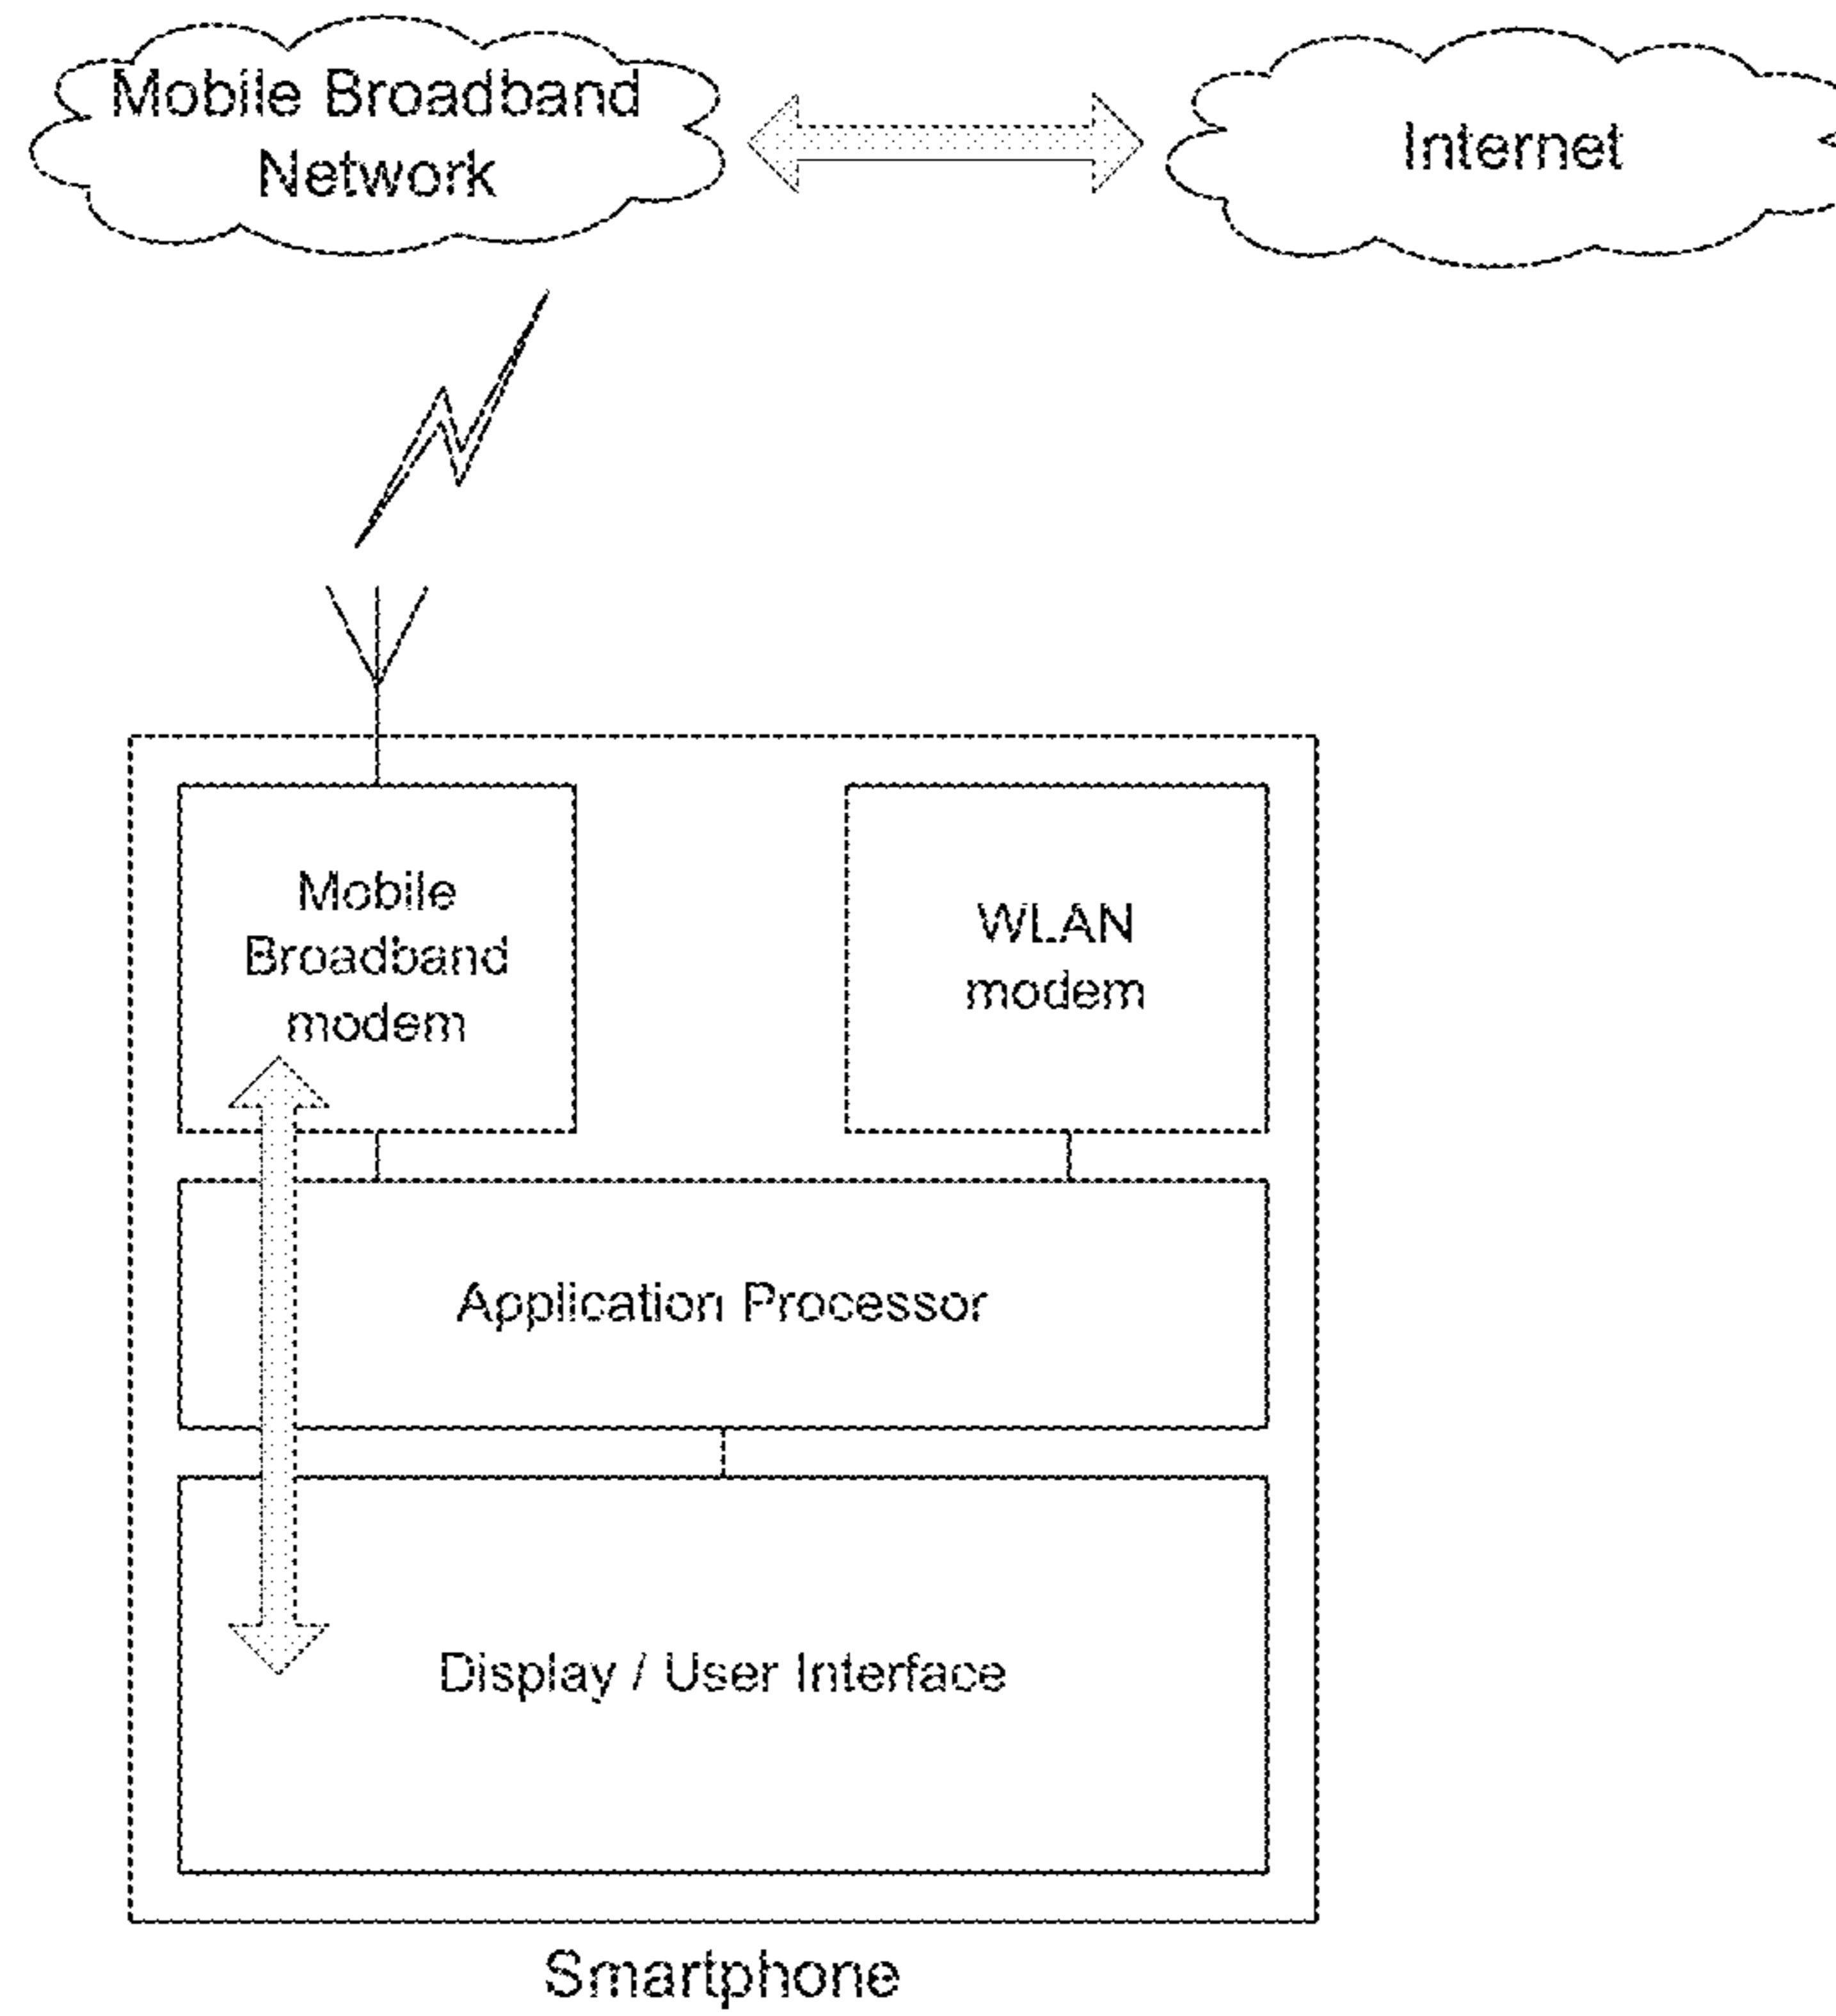 Mobile Broadband
Network
Internet
Mobile
Broadband
modem
WLAN
modem
Application Processor
Display / User Interface
Smartphone